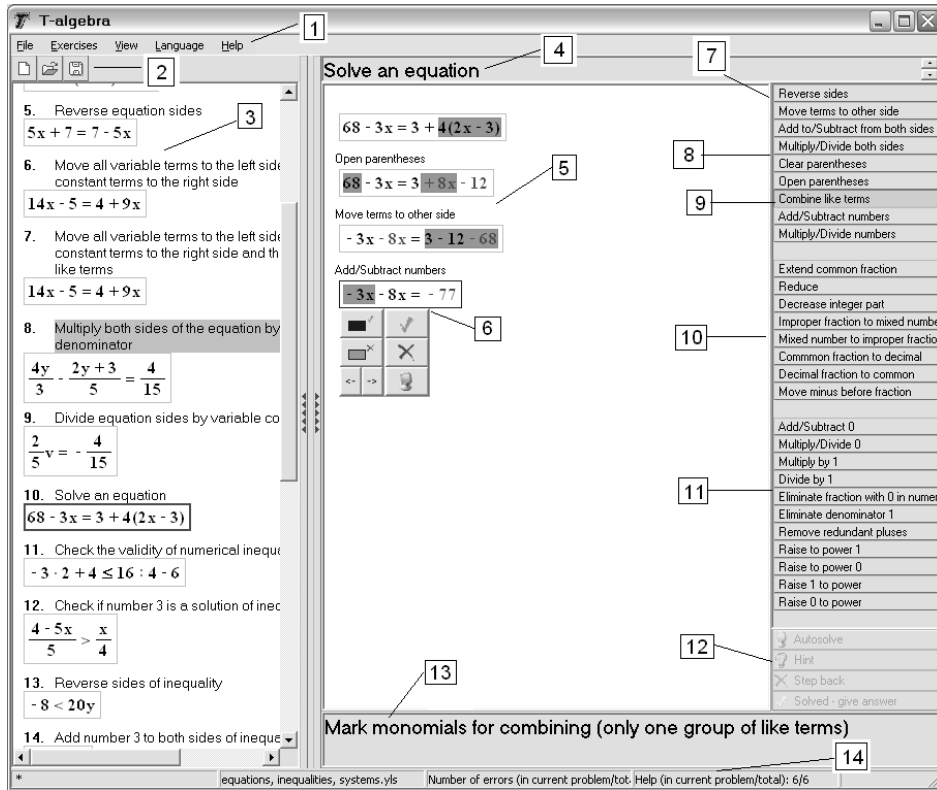 T-algebra
File Exercises View Language Help
1
2
3
5. Reverse equation sides
5x + 7 = 7 - 5x
6. Move all variable terms to the left side
constant terms to the right side
14x - 5 = 4 + 9x
7. Move all variable terms to the left side
constant terms to the right side and th
like terms
14x - 5 = 4 + 9x
8. Multiply both sides of the equation by
denominator
4y/3 - 2y + 3/5 = 4/15
9. Divide equation sides by variable co
2/5 v = - 4/15
10. Solve an equation
68 - 3x = 3 + 4(2x - 3)
11. Check the validity of numerical inequa
- 3 · 2 + 4 ≤ 16 : 4 - 6
12. Check if number 3 is a solution of ineq
4 - 5x/5 > x/4
13. Reverse sides of inequality
- 8 < 20y
14. Add number 3 to both sides of inequa
Solve an equation
4
68 - 3x = 3 + 4(2x - 3)
Open parentheses
68 - 3x = 3 + 8x - 12
5
Move terms to other side
- 3x - 8x = 3 - 12 - 68
Add/Subtract numbers
- 3x - 8x = - 77
6
<- ->
7
8
9
10
11
12
Reverse sides
Move terms to other side
Add to/Subtract from both sides
Multiply/Divide both sides
Clear parentheses
Open parentheses
Combine like terms
Add/Subtract numbers
Multiply/Divide numbers
Extend common fraction
Reduce
Decrease integer part
Improper fraction to mixed numbe
Mixed number to improper fractio
Commmon fraction to decimal
Decimal fraction to common
Move minus before fraction
Add/Subtract 0
Multiply/Divide 0
Multiply by 1
Divide by 1
Eliminate fraction with 0 in numer
Eliminate denominator 1
Remove redundant pluses
Raise to power 1
Raise to power 0
Raise 1 to power
Raise 0 to power
Autosolve
Hint
Step back
Solved - give answer
13
Mark monomials for combining (only one group of like terms)
14
* equations, inequalities, systems.yls Number of errors (in current problem/tot. Help (in current problem/total): 6/6